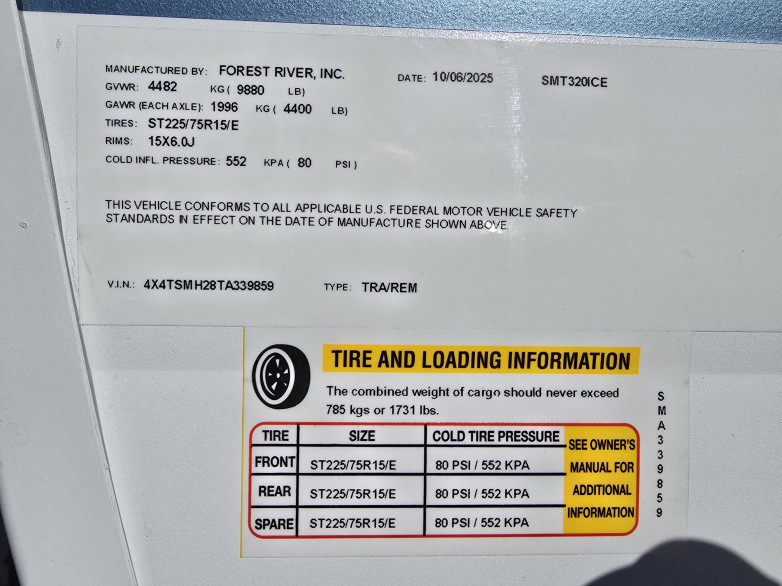 MANUFACTURED BY: FOREST RIVER, INC. DATE: 10/06/2025 SMT320ICE
GVWR: 4482 KG ( 9880 LB)
GAWR (EACH AXLE): 1996 KG ( 4400 LB)
TIRES: ST225/75R15/E
RIMS: 15X6.0J
COLD INFL. PRESSURE: 552 KPA ( 80 PSI )
THIS VEHICLE CONFORMS TO ALL APPLICABLE U.S. FEDERAL MOTOR VEHICLE SAFETY
STANDARDS IN EFFECT ON THE DATE OF MANUFACTURE SHOWN ABOVE.
V.I.N.: 4X4TSMH28TA339859 TYPE: TRA/REM
TIRE AND LOADING INFORMATION
The combined weight of cargo should never exceed
785 kgs or 1731 lbs.
TIRE SIZE COLD TIRE PRESSURE
FRONT ST225/75R15/E 80 PSI / 552 KPA
REAR ST225/75R15/E 80 PSI / 552 KPA
SPARE ST225/75R15/E 80 PSI / 552 KPA
SEE OWNER'S
MANUAL FOR
ADDITIONAL
INFORMATION
SMA339859